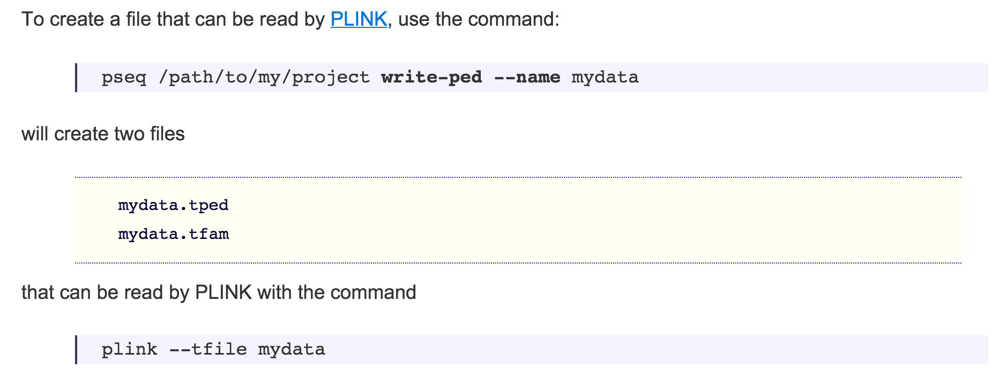 To create a file that can be read by PLINK, use the command:
pseq /path/to/my/project write-ped --name mydata
will create two files
mydata.tped
mydata.tfam
that can be read by PLINK with the command
plink --tfile mydata